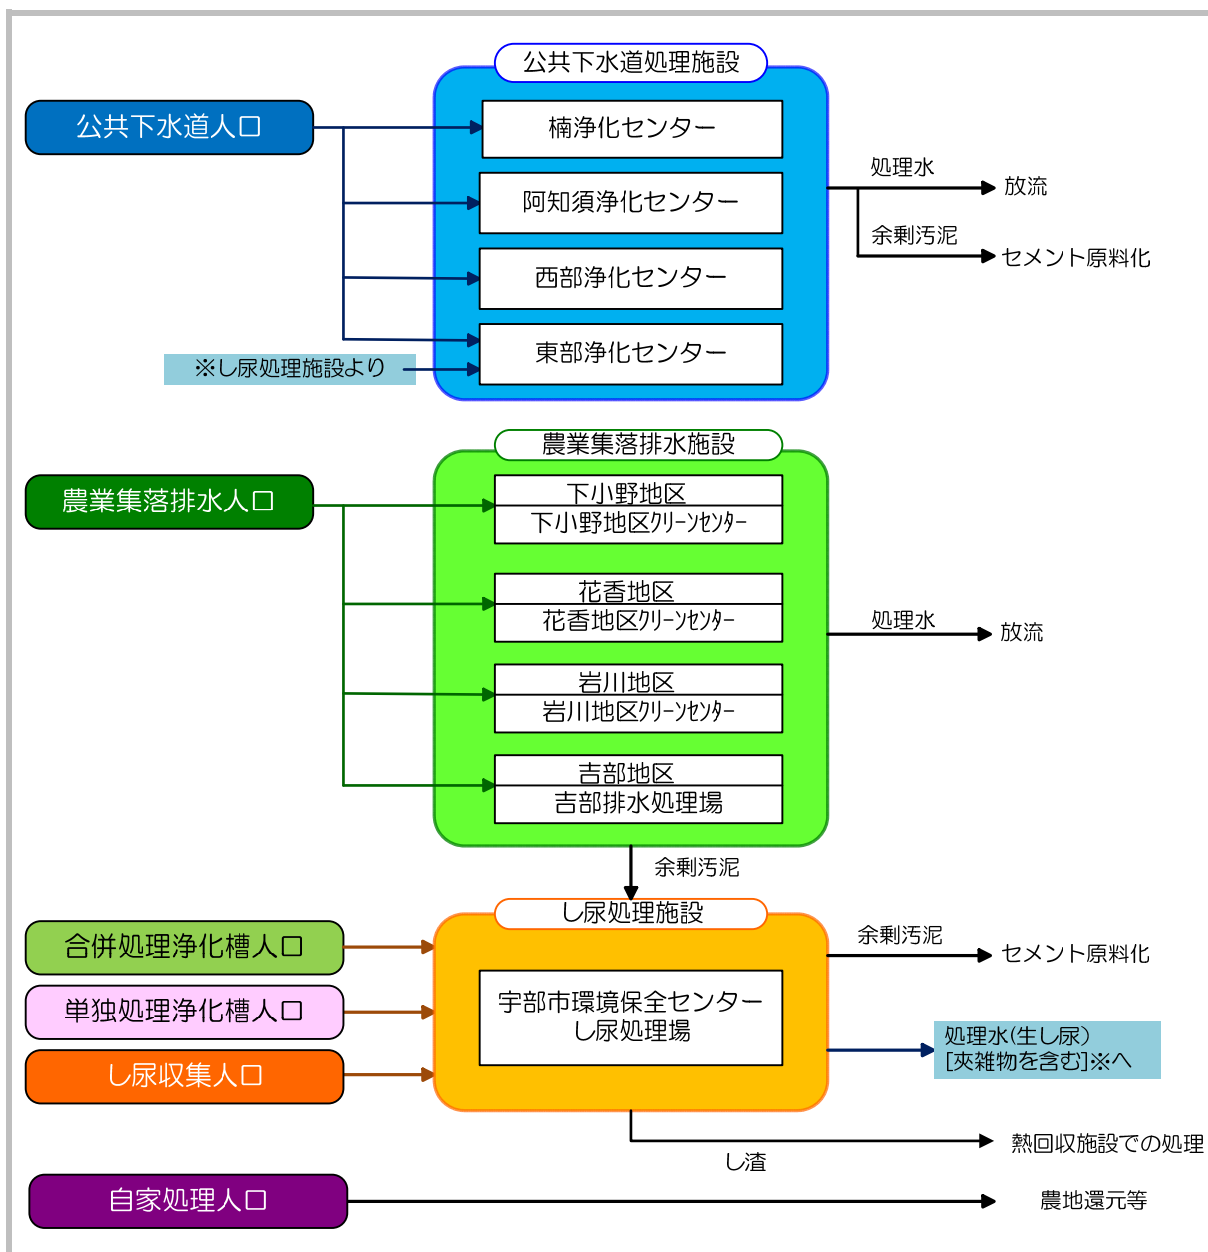 公共下水道処理施設
公共下水道人口
楠浄化センター
処理水
放流
阿知須浄化センター
余剰汚泥
セメント原料化
西部浄化センター
東部浄化センター
※し尿処理施設より
農業集落排水施設
農業集落排水人口
下小野地区
下小野地区ｸﾘｰﾝｾﾝﾀｰ
花香地区
花香地区ｸﾘｰﾝｾﾝﾀｰ
処理水
放流
岩川地区
岩川地区ｸﾘｰﾝｾﾝﾀｰ
吉部地区
吉部排水処理場
余剰汚泥
し尿処理施設
合併処理浄化槽人口
余剰汚泥
セメント原料化
単独処理浄化槽人口
宇部市環境保全センター
し尿処理場
処理水(生し尿）
[夾雑物を含む]※へ
し尿収集人口
し渣
熱回収施設での処理
自家処理人口
農地還元等